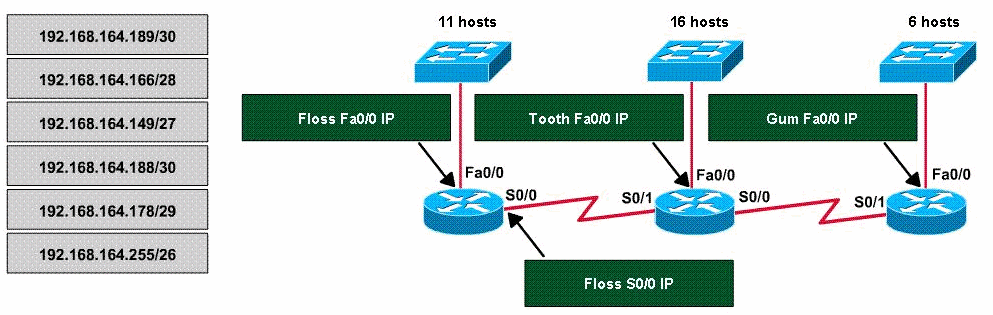 192.168.164.189/30
192.168.164.166/28
192.168.164.149/27
192.168.164.188/30
192.168.164.178/29
192.168.164.255/26
11 hosts
16 hosts
6 hosts
Floss Fa0/0 IP
Tooth Fa0/0 IP
Gum Fa0/0 IP
Fa0/0
Fa0/0
Fa0/0
S0/0
S0/1
S0/0
S0/1
Floss S0/0 IP